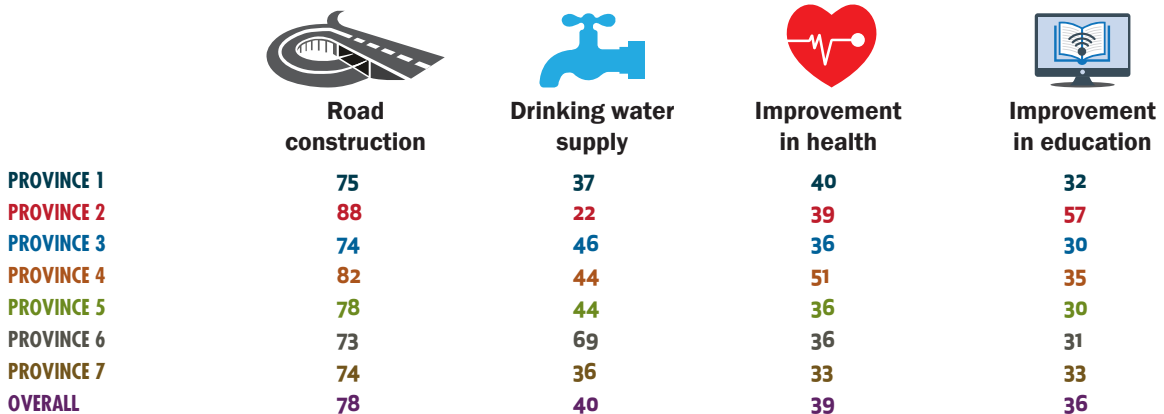 Road construction
Drinking water supply
Improvement in health
Improvement in education
PROVINCE 1 75 37 40 32
PROVINCE 2 88 22 39 57
PROVINCE 3 74 46 36 30
PROVINCE 4 82 44 51 35
PROVINCE 5 78 44 36 30
PROVINCE 6 73 69 36 31
PROVINCE 7 74 36 33 33
OVERALL 78 40 39 36